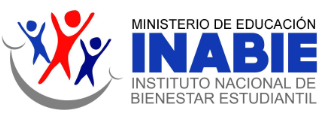 MINISTERIO DE EDUCACIÓN
INABIE
INSTITUTO NACIONAL DE
BIENESTAR ESTUDIANTIL